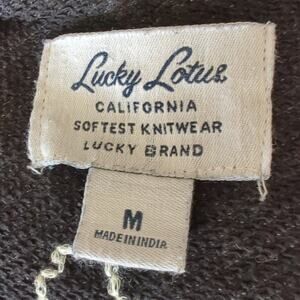 Lucky Lotus
CALIFORNIA
SOFTEST KNITWEAR
LUCKY BRAND
M
MADE IN INDIA